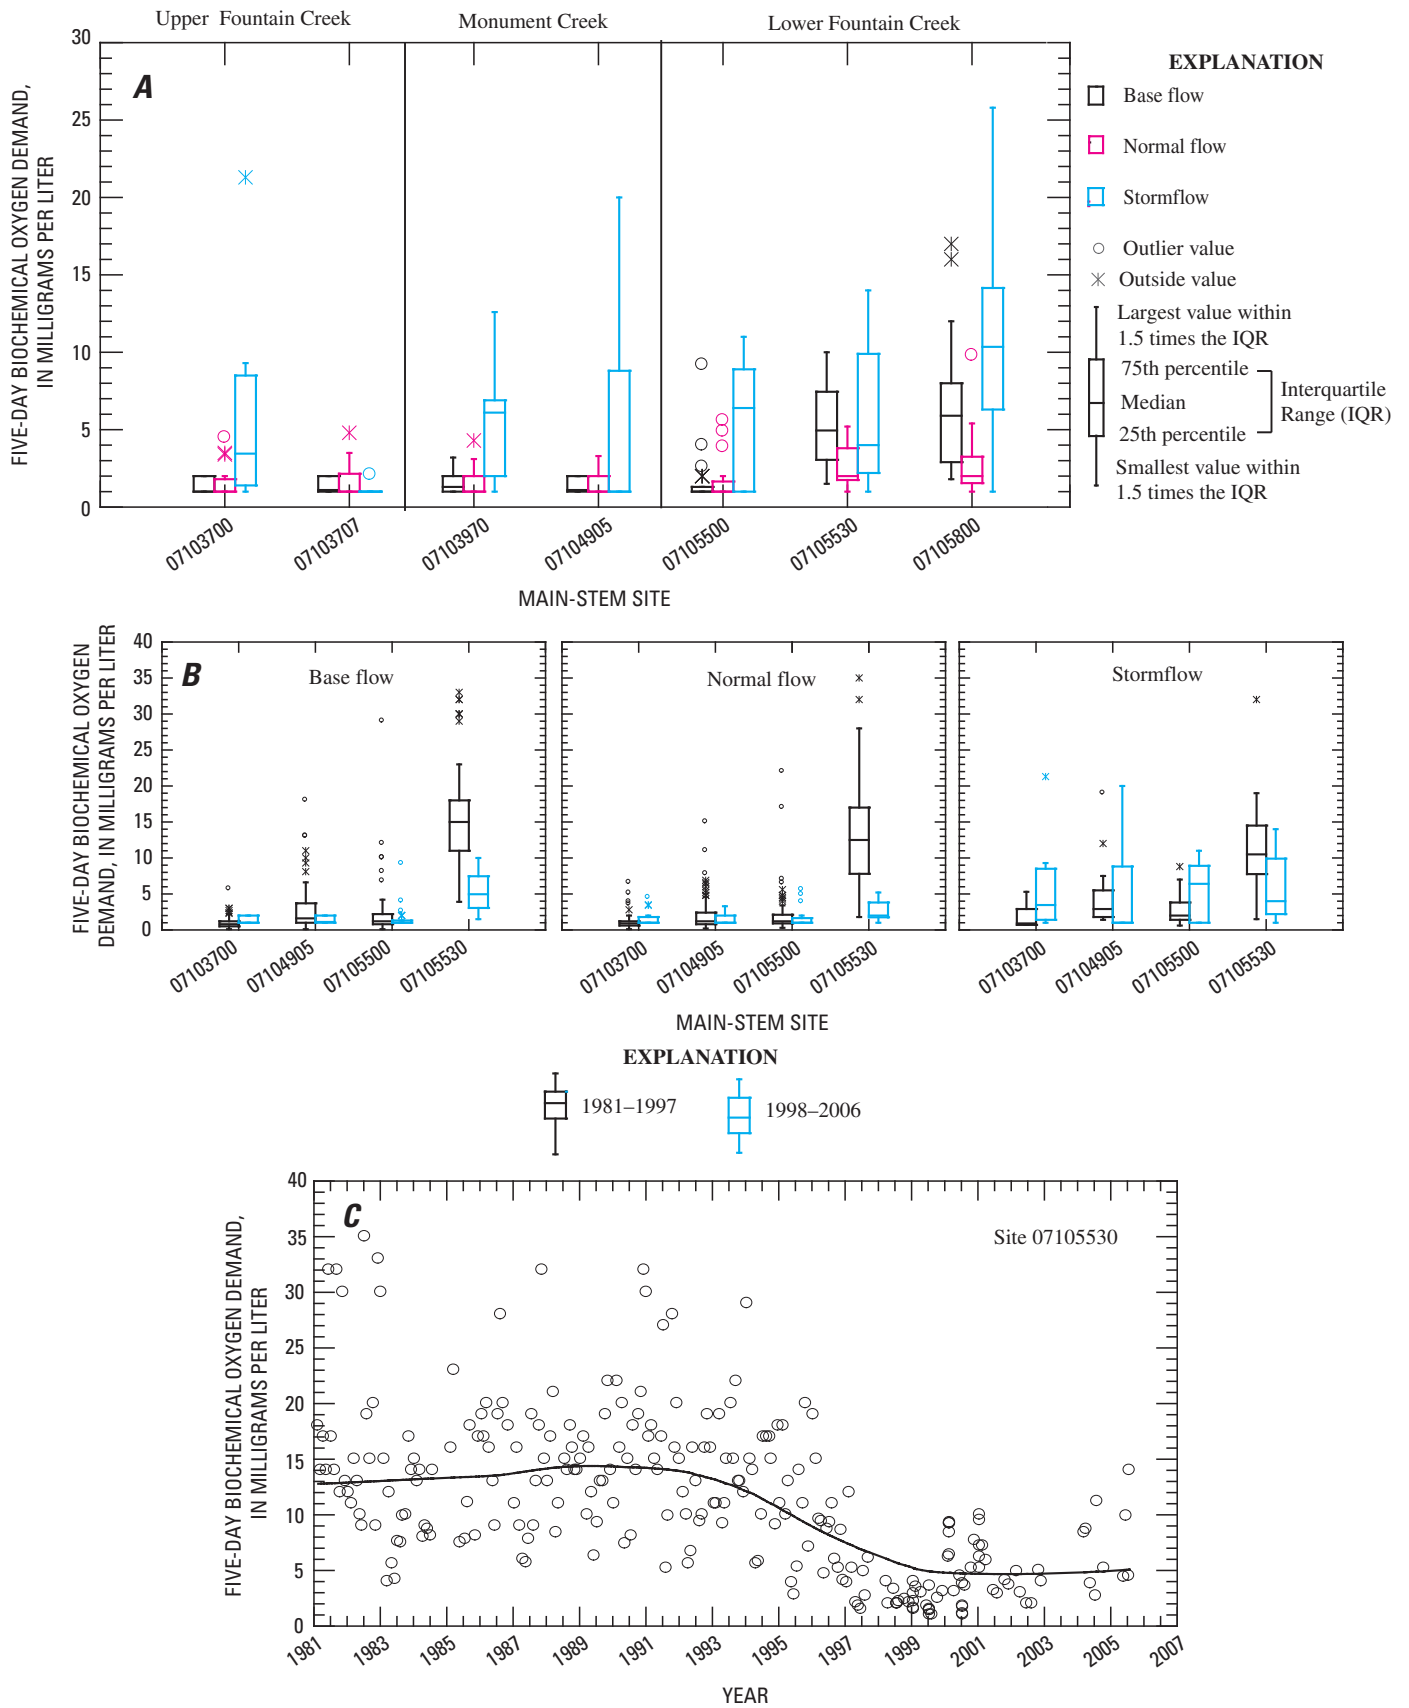 Upper Fountain Creek
Monument Creek
Lower Fountain Creek
A
FIVE-DAY BIOCHEMICAL OXYGEN DEMAND,
IN MILLIGRAMS PER LITER
30
25
20
15
10
5
0
07103700
07103707
07103970
07104905
07105500
07105530
07105800
MAIN-STEM SITE
EXPLANATION
Base flow
Normal flow
Stormflow
Outlier value
Outside value
Largest value within
1.5 times the IQR
75th percentile
Median
25th percentile
Interquartile
Range (IQR)
Smallest value within
1.5 times the IQR
B
FIVE-DAY BIOCHEMICAL OXYGEN
DEMAND, IN MILLIGRAMS PER LITER
40
35
30
25
20
15
10
5
0
Base flow
Normal flow
Stormflow
07103700
07104905
07105500
07105530
07103700
07104905
07105500
07105530
07103700
07104905
07105500
07105530
MAIN-STEM SITE
EXPLANATION
1981–1997
1998–2006
C
Site 07105530
FIVE-DAY BIOCHEMICAL OXYGEN DEMAND,
IN MILLIGRAMS PER LITER
40
35
30
25
20
15
10
5
0
1981
1983
1985
1987
1989
1991
1993
1995
1997
1999
2001
2003
2005
2007
YEAR